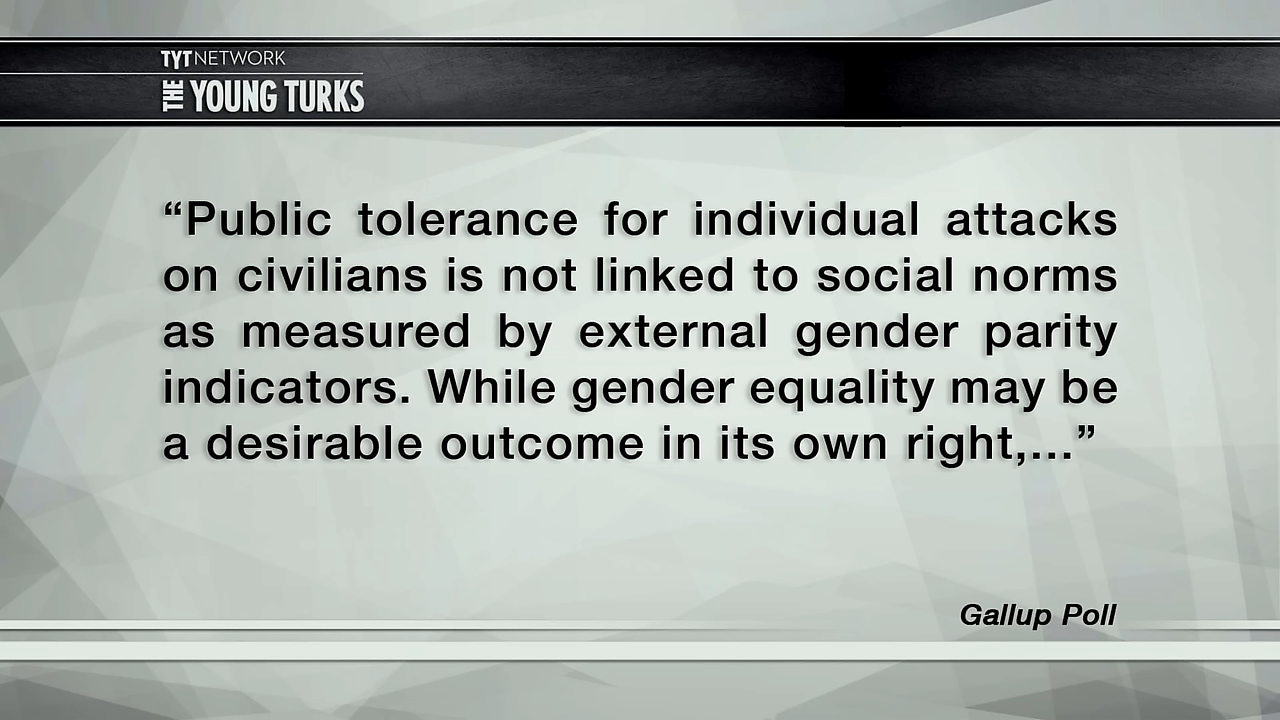 TYT NETWORK
THE YOUNG TURKS
“Public tolerance for individual attacks
on civilians is not linked to social norms
as measured by external gender parity
indicators. While gender equality may be
a desirable outcome in its own right,...”
Gallup Poll